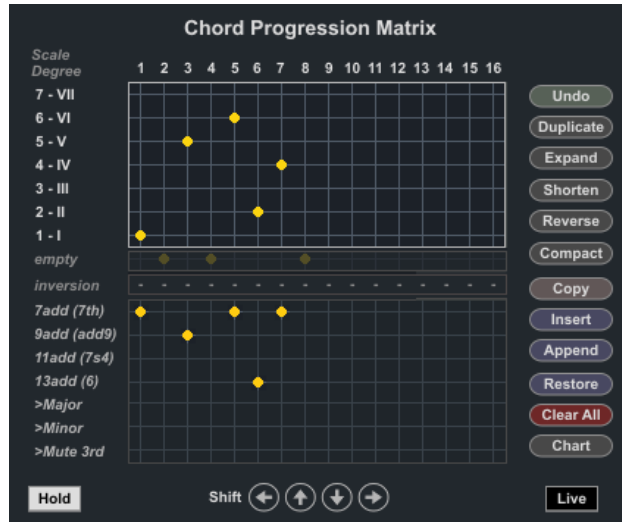 Chord Progression Matrix
Scale
Degree
1 2 3 4 5 6 7 8 9 10 11 12 13 14 15 16
7 - VII
6 - VI
5 - V
4 - IV
3 - III
2 - II
1 - I
empty
inversion - - - - - - - - - - - - - - - -
7add (7th)
9add (add9)
11add (7s4)
13add (6)
>Major
>Minor
>Mute 3rd
Undo
Duplicate
Expand
Shorten
Reverse
Compact
Copy
Insert
Append
Restore
Clear All
Chart
Hold
Shift
Live